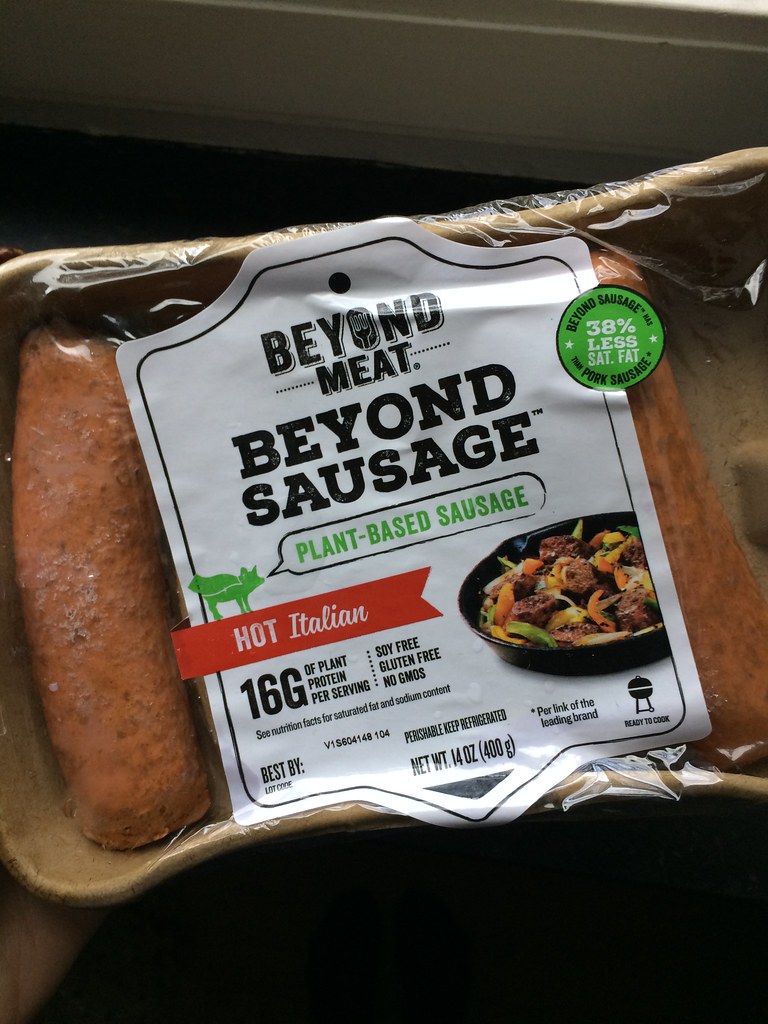 BEYOND
MEAT®
BEYOND
SAUSAGE™
PLANT-BASED SAUSAGE
BEYOND SAUSAGE™ HAS
38%
LESS
SAT. FAT
THAN PORK SAUSAGE*
HOT Italian
16G OF PLANT
PROTEIN
PER SERVING
SOY FREE
GLUTEN FREE
NO GMOS
See nutrition facts for saturated fat and sodium content
V1S604148 104
PERISHABLE KEEP REFRIGERATED
BEST BY:
LOT CODE
NET WT. 14 OZ (400 g)
* Per link of the
leading brand
READY TO COOK